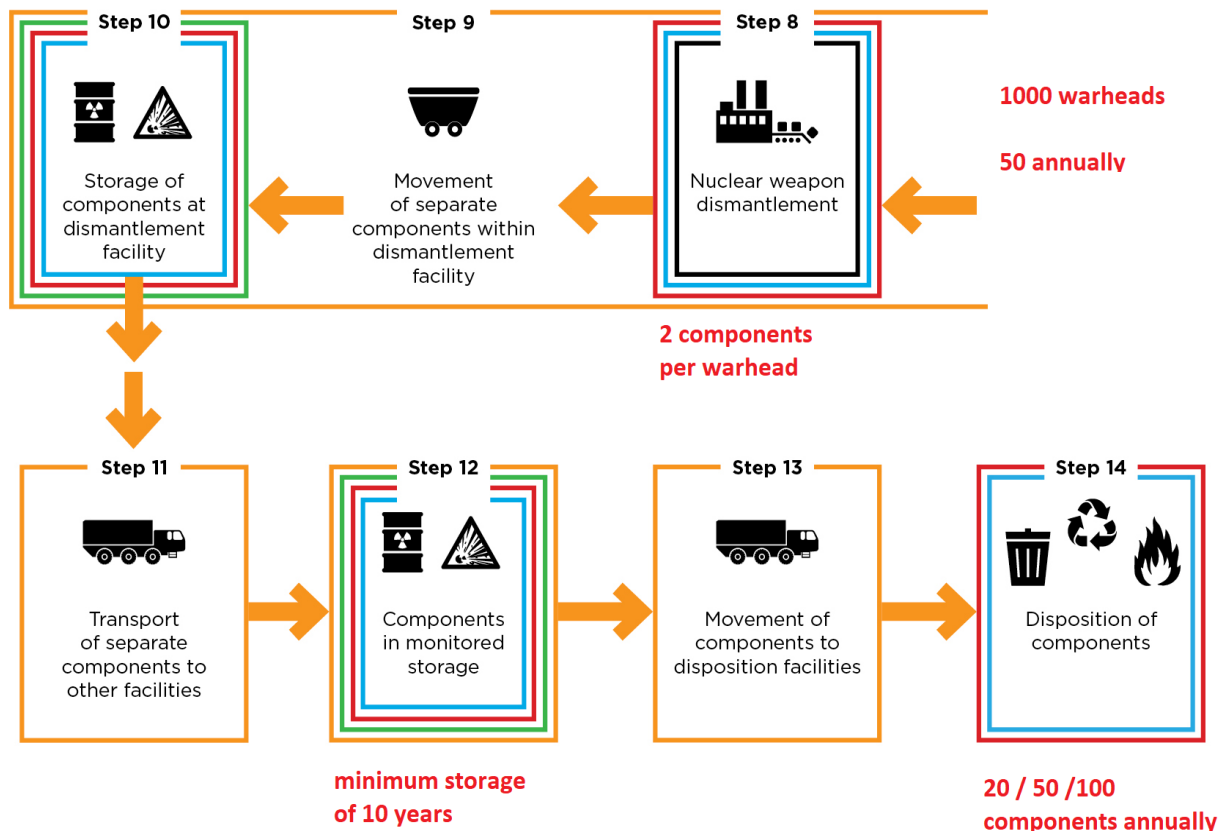 Step 10
Storage of
components at
dismantlement
facility
Step 9
Movement
of separate
components within
dismantlement
facility
Step 8
Nuclear weapon
dismantlement
1000 warheads
50 annually
2 components
per warhead
Step 11
Transport
of separate
components to
other facilities
Step 12
Components
in monitored
storage
Step 13
Movement of
components to
disposition facilities
Step 14
Disposition of
components
minimum storage
of 10 years
20 / 50 /100
components annually